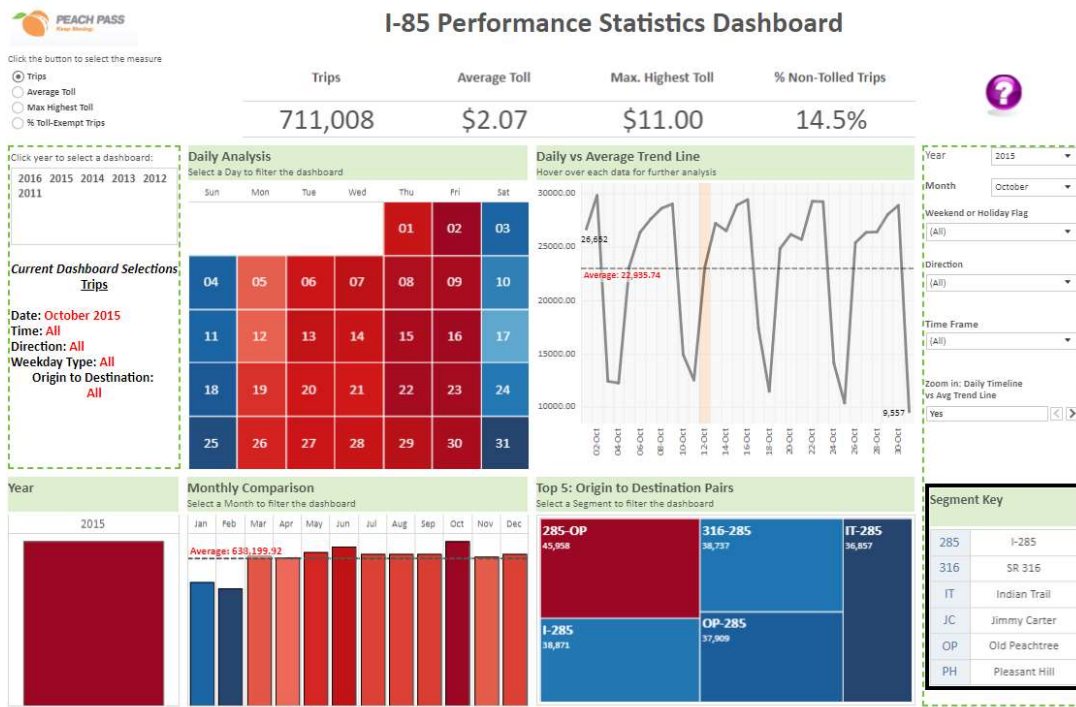 PEACH PASS
Keep Moving.
I-85 Performance Statistics Dashboard
Click the button to select the measure
Trips
Average Toll
Max Highest Toll
% Toll-Exempt Trips
Trips Average Toll Max. Highest Toll % Non-Tolled Trips
711,008 $2.07 $11.00 14.5%
?
Click year to select a dashboard:
2016 2015 2014 2013 2012
2011
Current Dashboard Selections
Trips
Date: October 2015
Time: All
Direction: All
Weekday Type: All
Origin to Destination:
All
Daily Analysis
Select a Day to filter the dashboard
Sun Mon Tue Wed Thu Fri Sat
01 02 03
04 05 06 07 08 09 10
11 12 13 14 15 16 17
18 19 20 21 22 23 24
25 26 27 28 29 30 31
Daily vs Average Trend Line
Hover over each data for further analysis
30000.00
25000.00
20000.00
15000.00
10000.00
26,652
Average: 22,935.74
9,557
02-Oct 04-Oct 06-Oct 08-Oct 10-Oct 12-Oct 14-Oct 16-Oct 18-Oct 20-Oct 22-Oct 24-Oct 26-Oct 28-Oct 30-Oct
Year 2015
Month October
Weekend or Holiday Flag
(All)
Direction
(All)
Time Frame
(All)
Zoom in: Daily Timeline
vs Avg Trend Line
Yes
Year
2015
Monthly Comparison
Select a Month to filter the dashboard
Jan Feb Mar Apr May Jun Jul Aug Sep Oct Nov Dec
Average: 638,199.92
Top 5: Origin to Destination Pairs
Select a Segment to filter the dashboard
285-OP
45,958
316-285
38,737
IT-285
36,857
I-285
38,871
OP-285
37,909
Segment Key
285 I-285
316 SR 316
IT Indian Trail
JC Jimmy Carter
OP Old Peachtree
PH Pleasant Hill